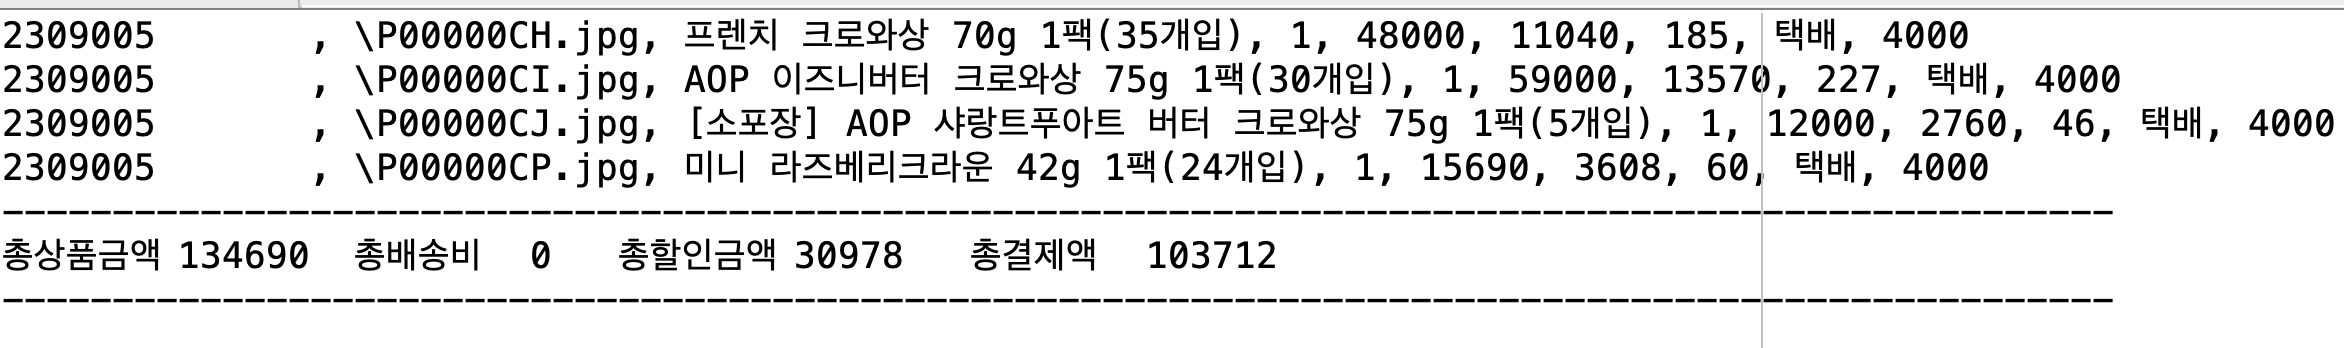 2309005       , \P00000CH.jpg, 프렌치 크로와상 70g 1팩(35개입), 1, 48000, 11040, 185, 택배, 4000
2309005       , \P00000CI.jpg, AOP 이즈니버터 크로와상 75g 1팩(30개입), 1, 59000, 13570, 227, 택배, 4000
2309005       , \P00000CJ.jpg, [소포장] AOP 샤랑트푸아트 버터 크로와상 75g 1팩(5개입), 1, 12000, 2760, 46, 택배, 4000
2309005       , \P00000CP.jpg, 미니 라즈베리크라운 42g 1팩(24개입), 1, 15690, 3608, 60, 택배, 4000
------------------------------------------------------------------------------------------------
총상품금액 134690  총배송비  0   총할인금액 30978   총결제액  103712
------------------------------------------------------------------------------------------------